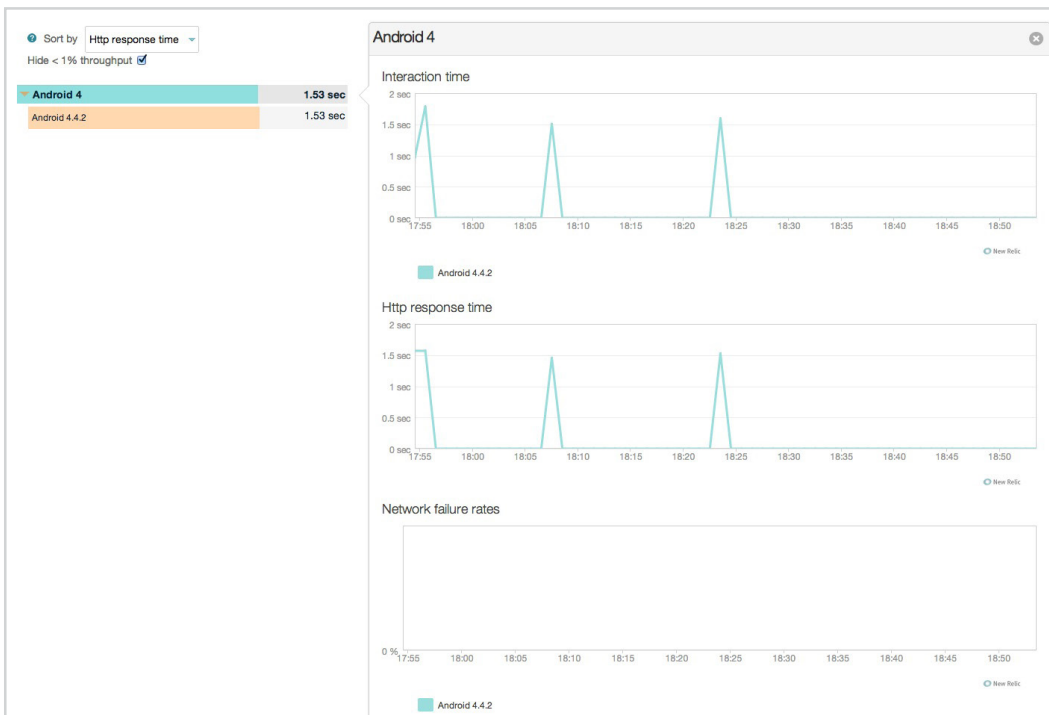 Sort by Http response time
Hide < 1% throughput
Android 4 1.53 sec
Android 4.4.2 1.53 sec
Android 4
Interaction time
2 sec
1.5 sec
1 sec
0.5 sec
0 sec
17:55 18:00 18:05 18:10 18:15 18:20 18:25 18:30 18:35 18:40 18:45 18:50
New Relic
Android 4.4.2
Http response time
2 sec
1.5 sec
1 sec
0.5 sec
0 sec
17:55 18:00 18:05 18:10 18:15 18:20 18:25 18:30 18:35 18:40 18:45 18:50
New Relic
Network failure rates
0 %
17:55 18:00 18:05 18:10 18:15 18:20 18:25 18:30 18:35 18:40 18:45 18:50
New Relic
Android 4.4.2